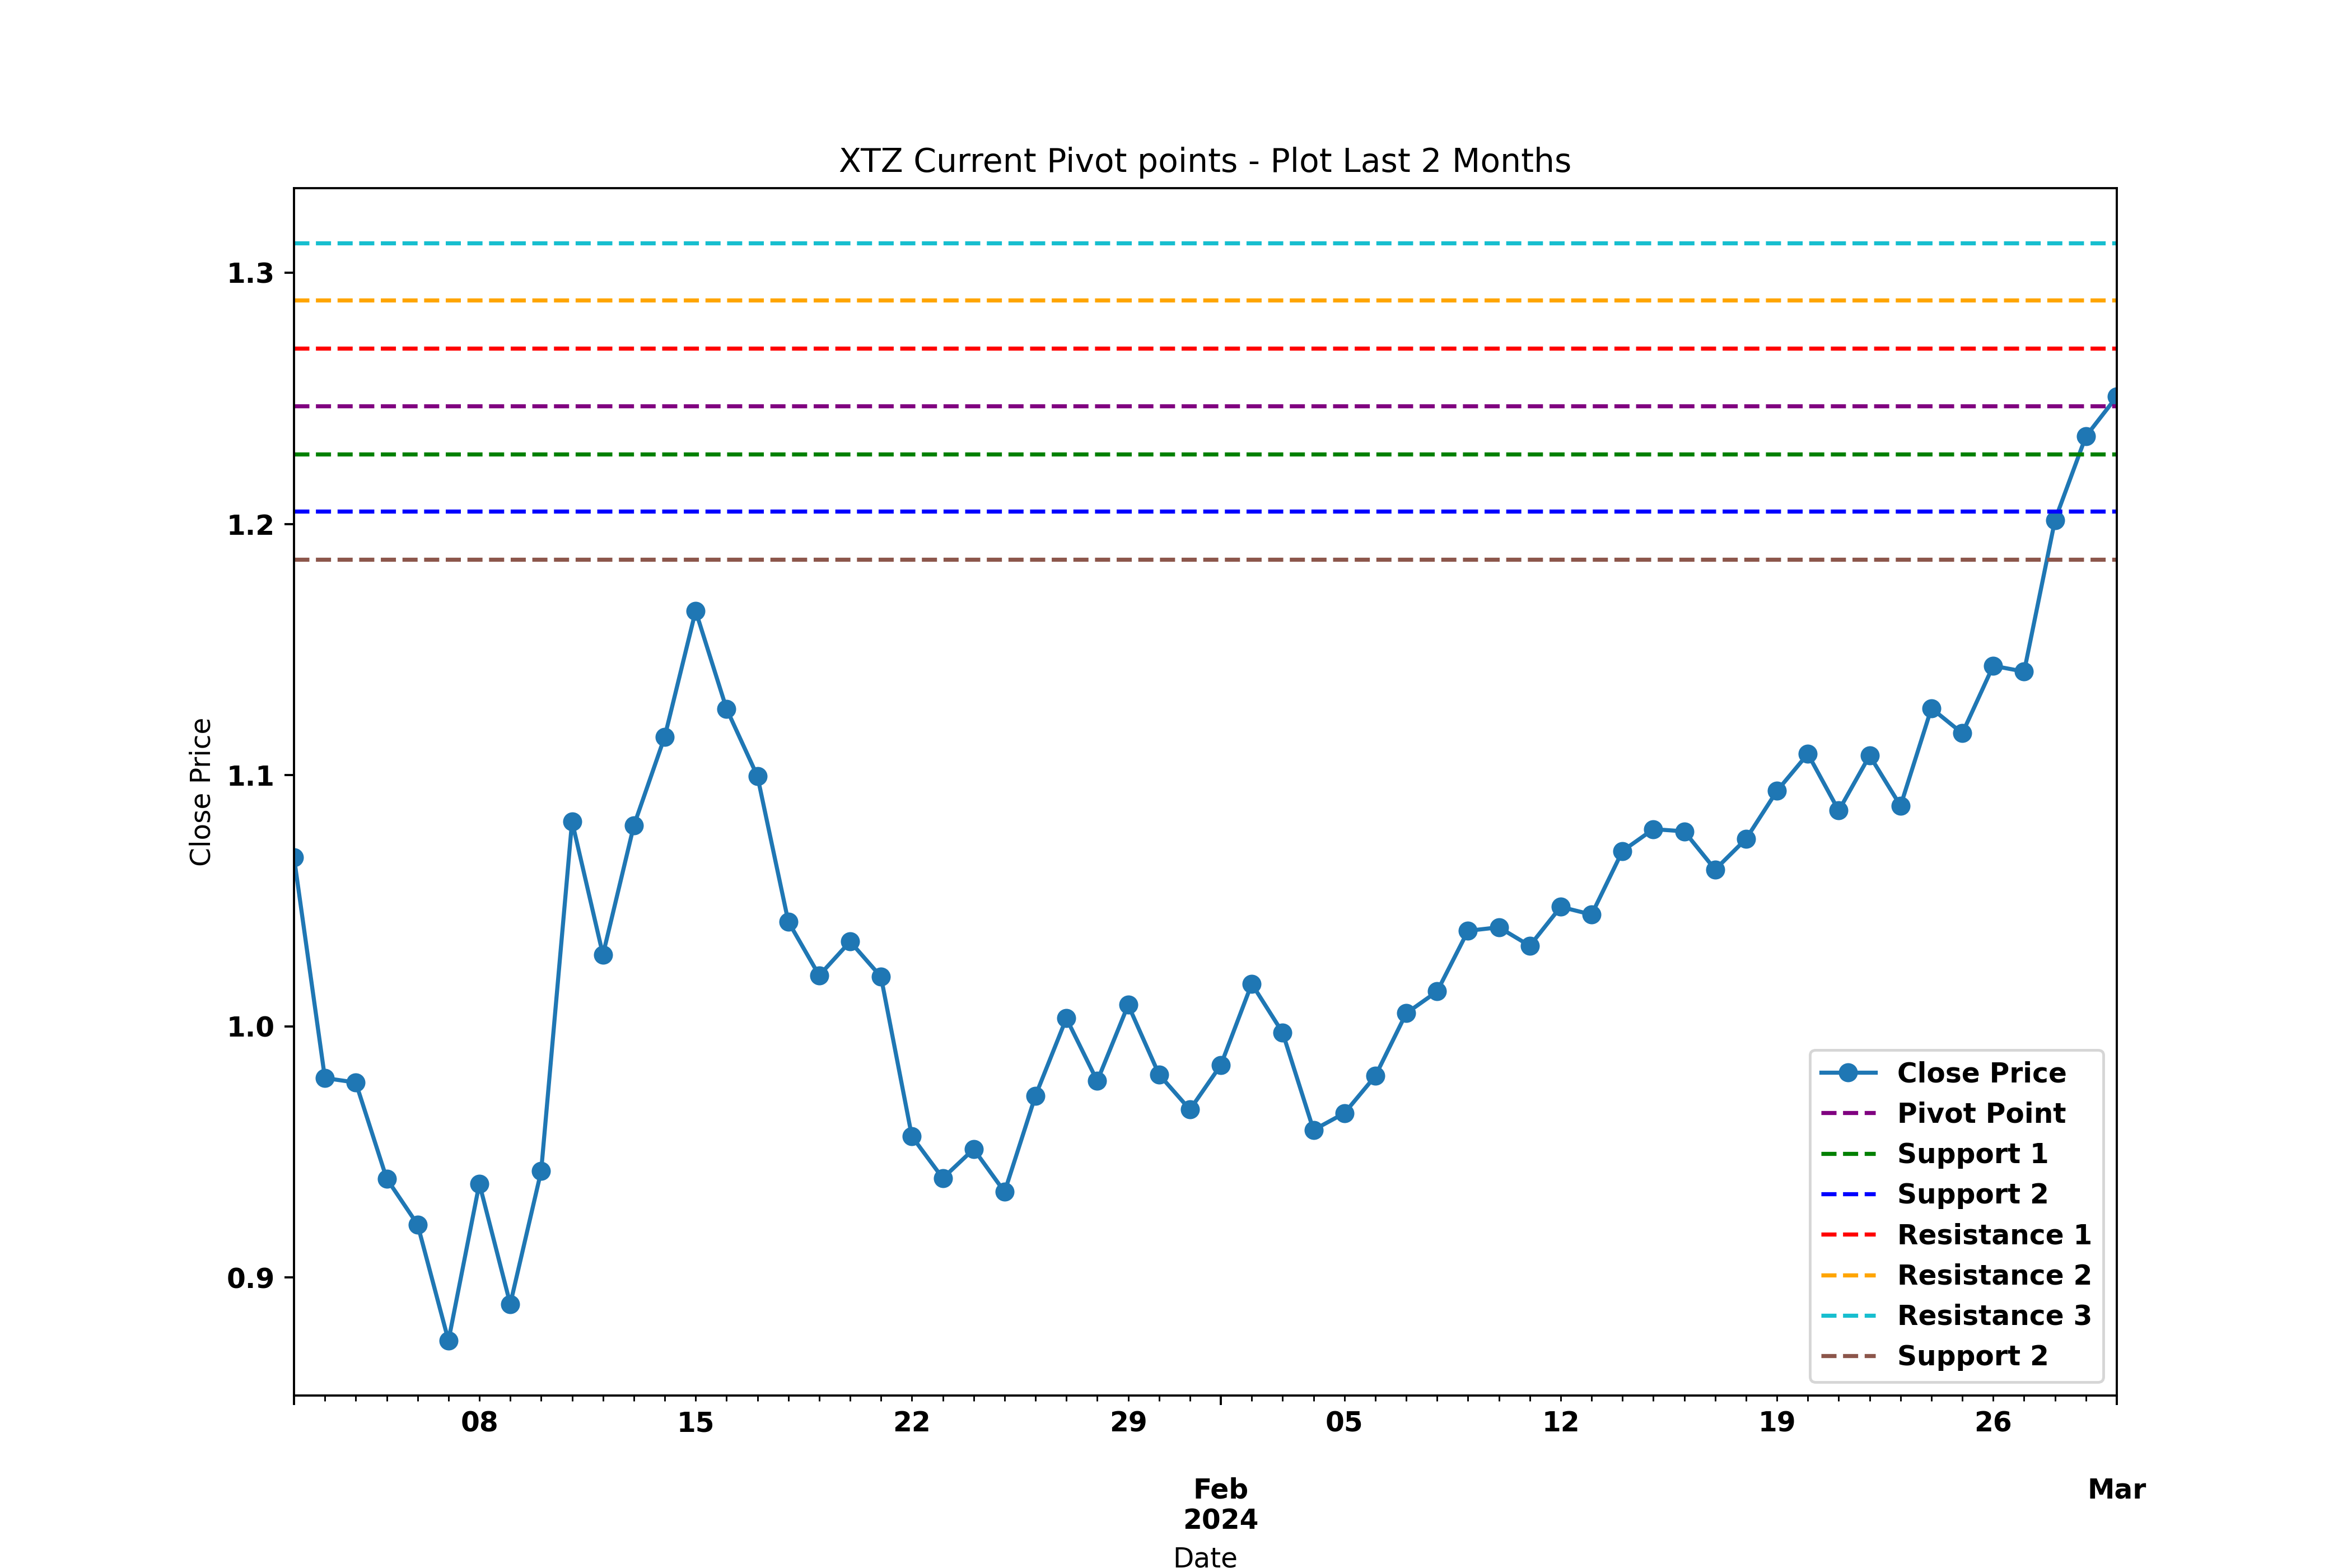 XTZ Current Pivot points - Plot Last 2 Months
1.3
1.2
1.1
1.0
0.9
Close Price
Close Price
Pivot Point
Support 1
Support 2
Resistance 1
Resistance 2
Resistance 3
Support 2
08 15 22 29 05 12 19 26
Feb Mar
2024
Date